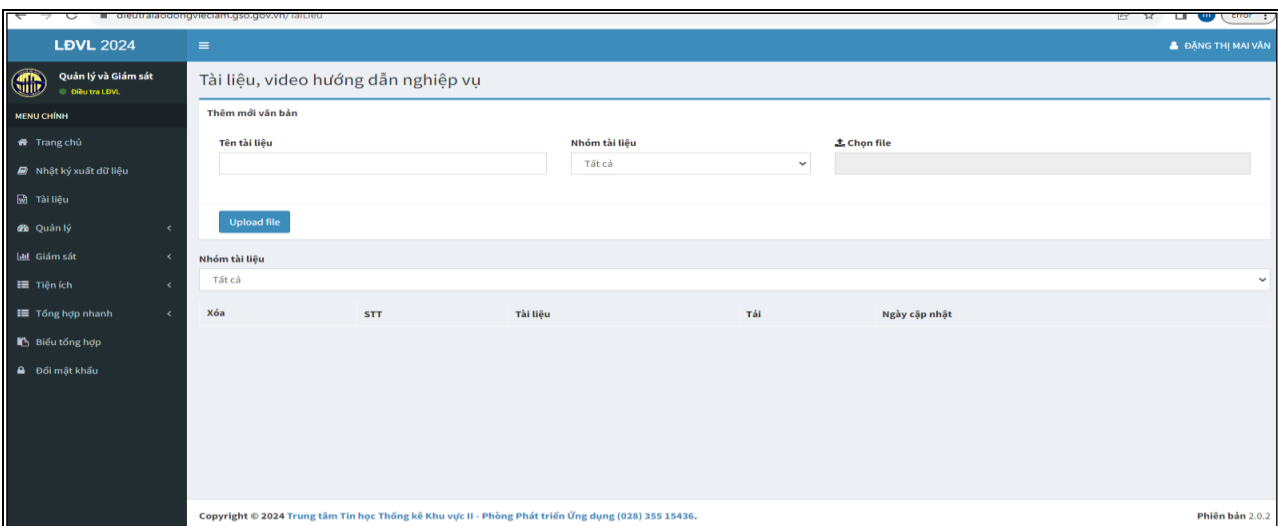 dieutralaodongvieclam.gso.gov.vn/TaiLieu
m Error
LĐVL 2024
ĐẶNG THỊ MAI VÂN
Quản lý và Giám sát
Điều tra LĐVL
MENU CHÍNH
Trang chủ
Nhật ký xuất dữ liệu
Tài liệu
Quản lý
Giám sát
Tiện ích
Tổng hợp nhanh
Biểu tổng hợp
Đổi mật khẩu
Tài liệu, video hướng dẫn nghiệp vụ
Thêm mới văn bản
Tên tài liệu Nhóm tài liệu Chọn file
Tất cả
Upload file
Nhóm tài liệu
Tất cả
Xóa STT Tài liệu Tải Ngày cập nhật
Copyright © 2024 Trung tâm Tin học Thống kê Khu vực II - Phòng Phát triển Ứng dụng (028) 355 15436. Phiên bản 2.0.2